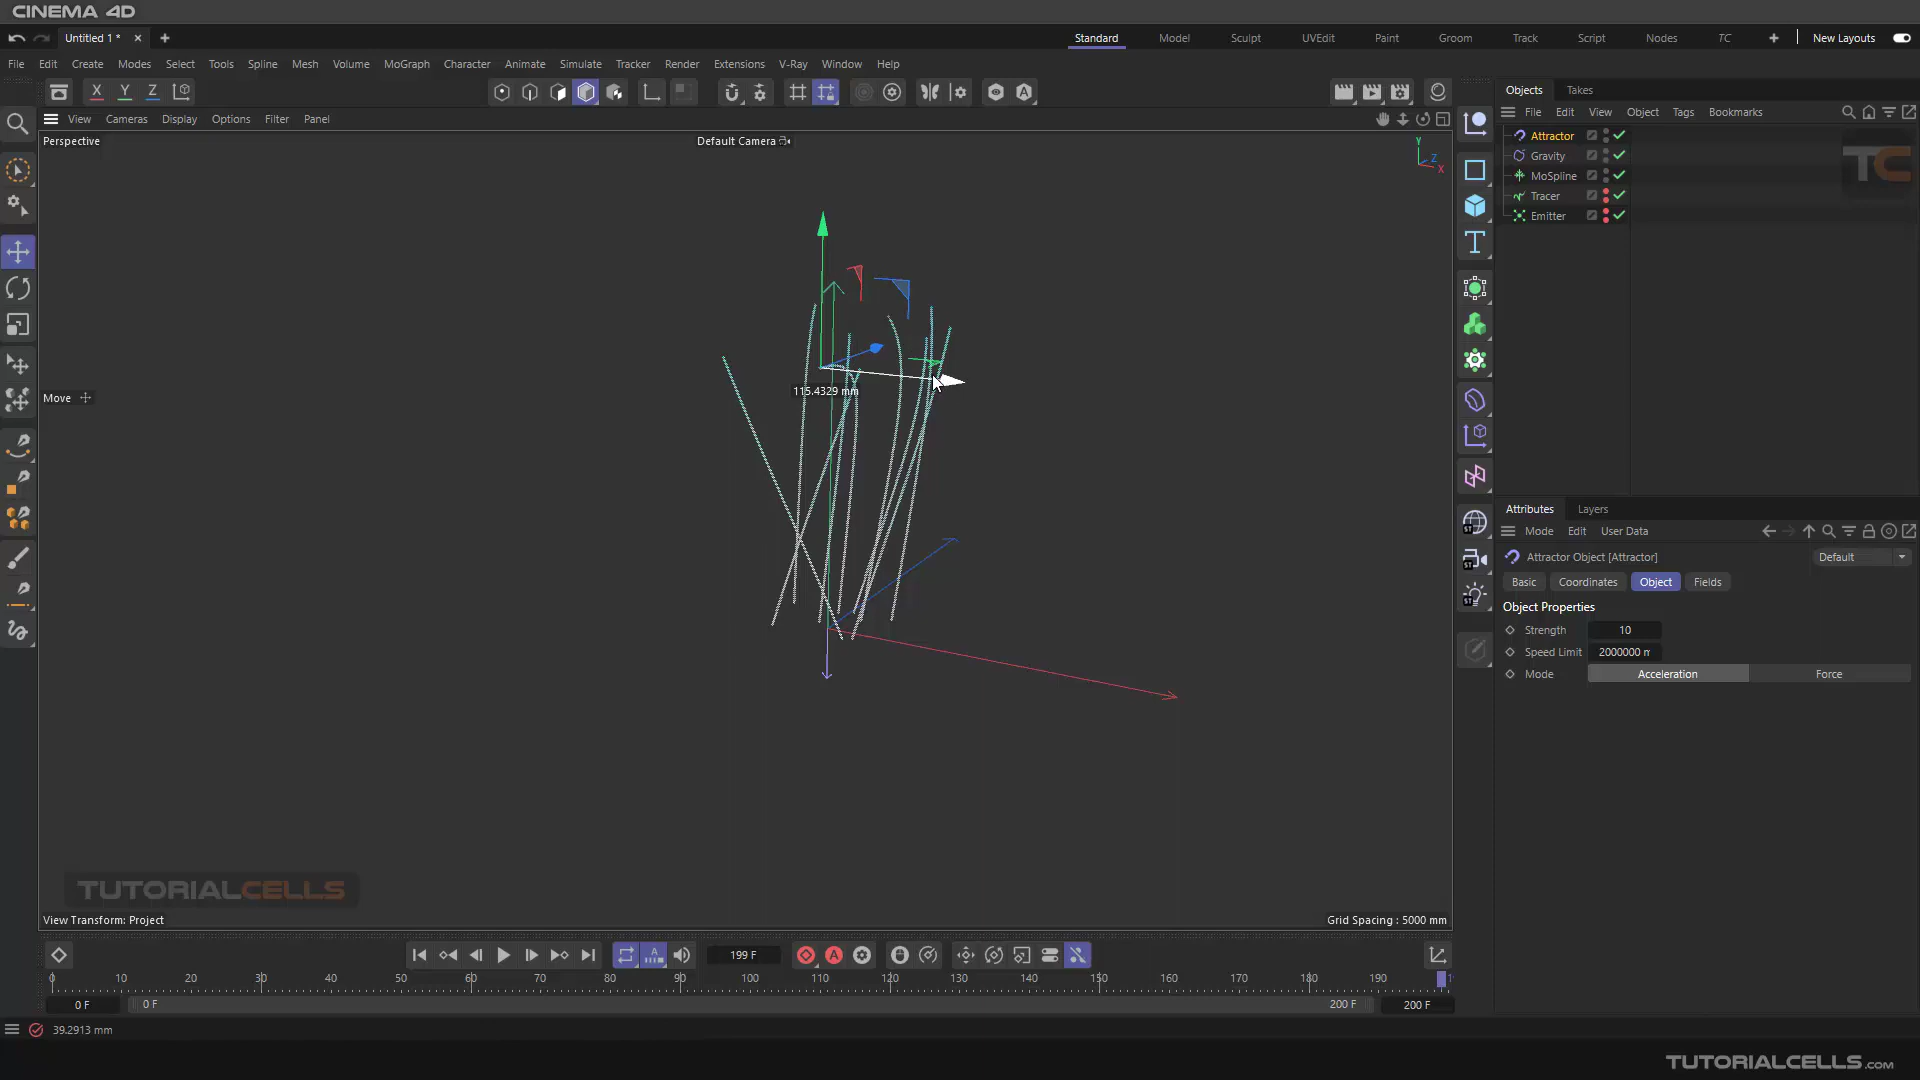 CINEMA 4D
Untitled 1 *
Standard
Model
Sculpt
UVEdit
Paint
Groom
Track
Script
Nodes
TC
New Layouts
File Edit Create Modes Select Tools Spline Mesh Volume MoGraph Character Animate Simulate Tracker Render Extensions V-Ray Window Help
X Y Z
View Cameras Display Options Filter Panel
Perspective
Default Camera
Y
Z
X
115.4329 mm
Move
TUTORIALCELLS
View Transform: Project
Grid Spacing : 5000 mm
Objects Takes
File Edit View Object Tags Bookmarks
Attractor
Gravity
MoSpline
Tracer
Emitter
TC
Attributes Layers
Mode Edit User Data
Attractor Object [Attractor]
Default
Basic Coordinates Object Fields
Object Properties
Strength 10
Speed Limit 2000000 m
Mode Acceleration Force
199 F
0 10 20 30 40 50 60 70 80 90 100 110 120 130 140 150 160 170 180 190
0 F
0 F
200 F
200 F
39.2913 mm
TUTORIALCELLS.COM